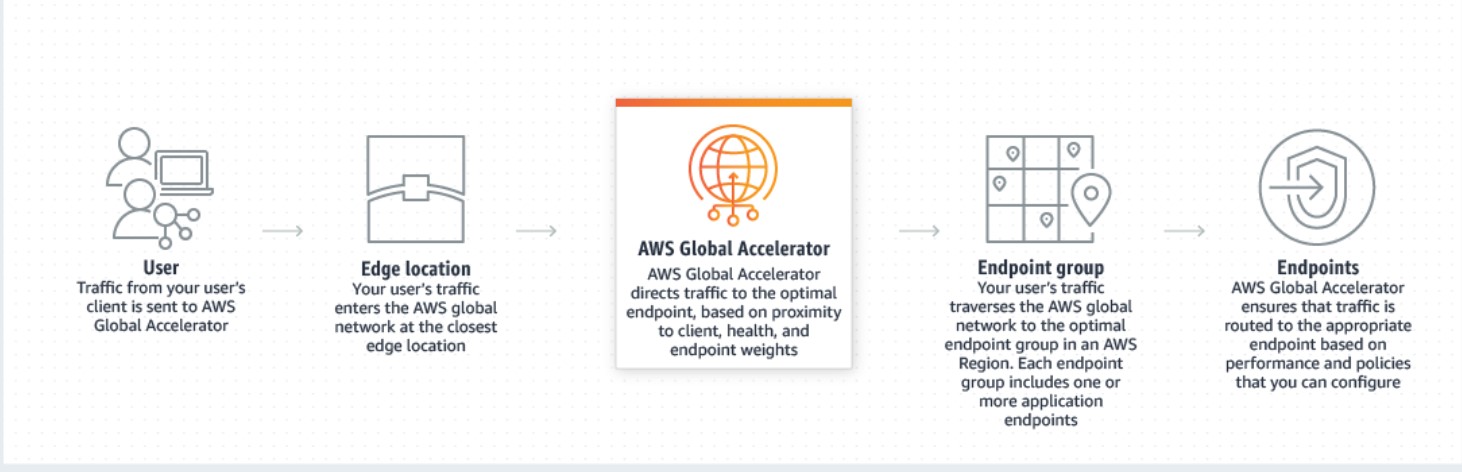 User
Traffic from your user's
client is sent to AWS
Global Accelerator
Edge location
Your user's traffic
enters the AWS global
network at the closest
edge location
AWS Global Accelerator
AWS Global Accelerator
directs traffic to the optimal
endpoint, based on proximity
to client, health, and
endpoint weights
Endpoint group
Your user's traffic
traverses the AWS global
network to the optimal
endpoint group in an AWS
Region. Each endpoint
group includes one or
more application
endpoints
Endpoints
AWS Global Accelerator
ensures that traffic is
routed to the appropriate
endpoint based on
performance and policies
that you can configure